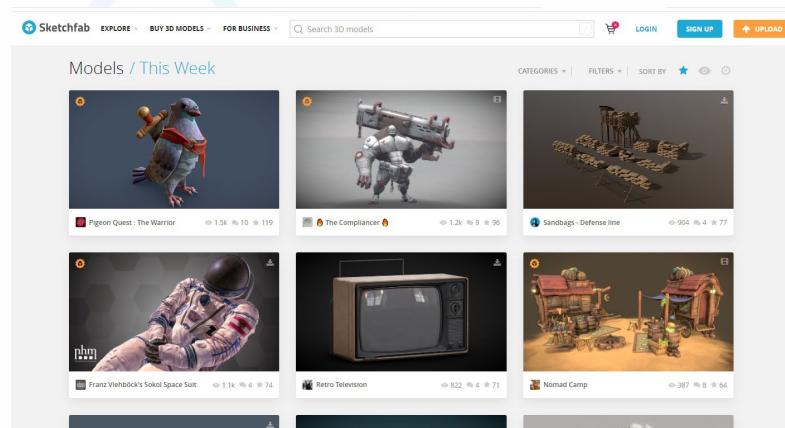 Sketchfab EXPLORE BUY 3D MODELS FOR BUSINESS Search 3D models / LOGIN SIGN UP UPLOAD
Models / This Week
CATEGORIES FILTERS SORT BY
Pigeon Quest : The Warrior 1.5k 10 119
The Compliancer 1.2k 9 96
Sandbags - Defense line 904 4 77
nhm
Franz Viehböck's Sokol Space Suit 1.1k 4 74
Retro Television 822 4 71
Nomad Camp 387 8 64